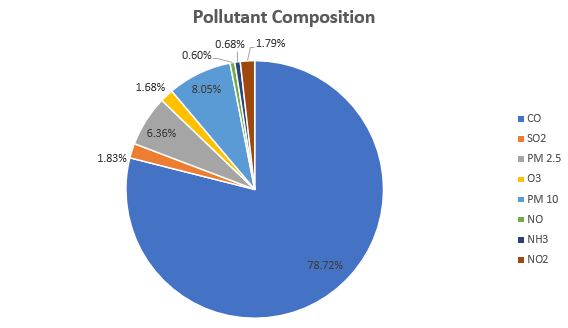 Pollutant Composition
0.60%
0.68%
1.79%
1.68%
8.05%
6.36%
1.83%
78.72%
CO
SO2
PM 2.5
O3
PM 10
NO
NH3
NO2